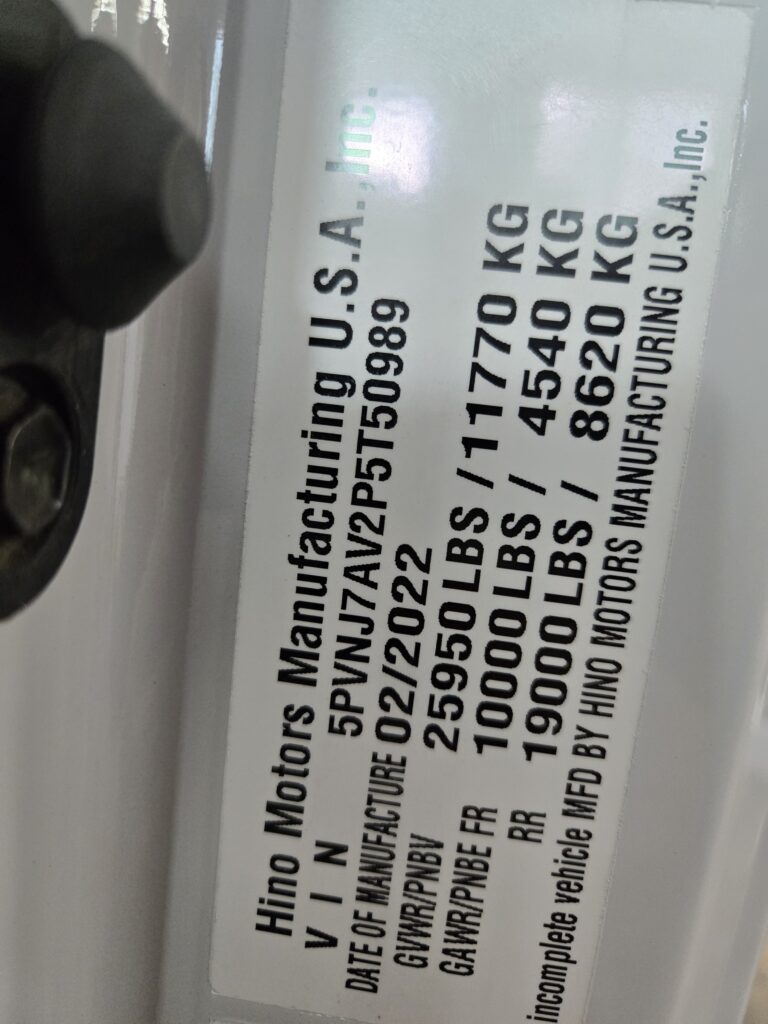 Hino Motors Manufacturing U.S.A.,Inc.
VIN 5PVNJ7AV2P5T50989
DATE OF MANUFACTURE 02/2022
GVWR/PNBV 25950 LBS / 11770 KG
GAWR/PNBE FR 10000 LBS / 4540 KG
RR 19000 LBS / 8620 KG
incomplete vehicle MFD BY HINO MOTORS MANUFACTURING U.S.A.,Inc.